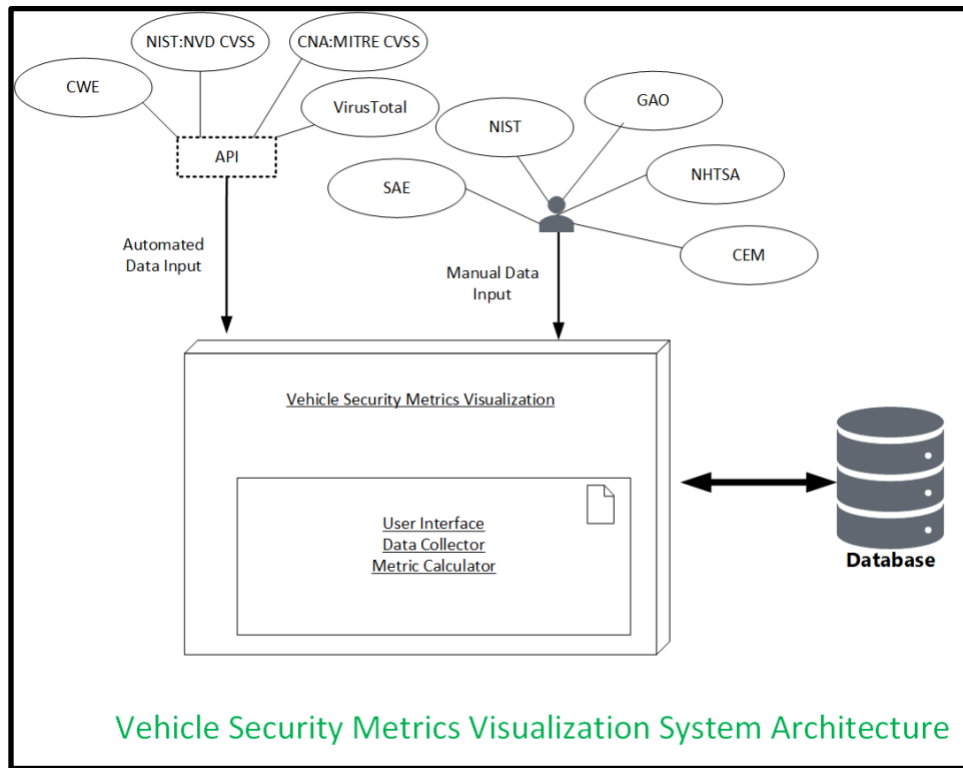 NIST:NVD CVSS
CNA:MITRE CVSS
CWE
VirusTotal
API
GAO
NIST
NHTSA
SAE
CEM
Automated
Data Input
Manual Data
Input
Vehicle Security Metrics Visualization
User Interface
Data Collector
Metric Calculator
Database
Vehicle Security Metrics Visualization System Architecture